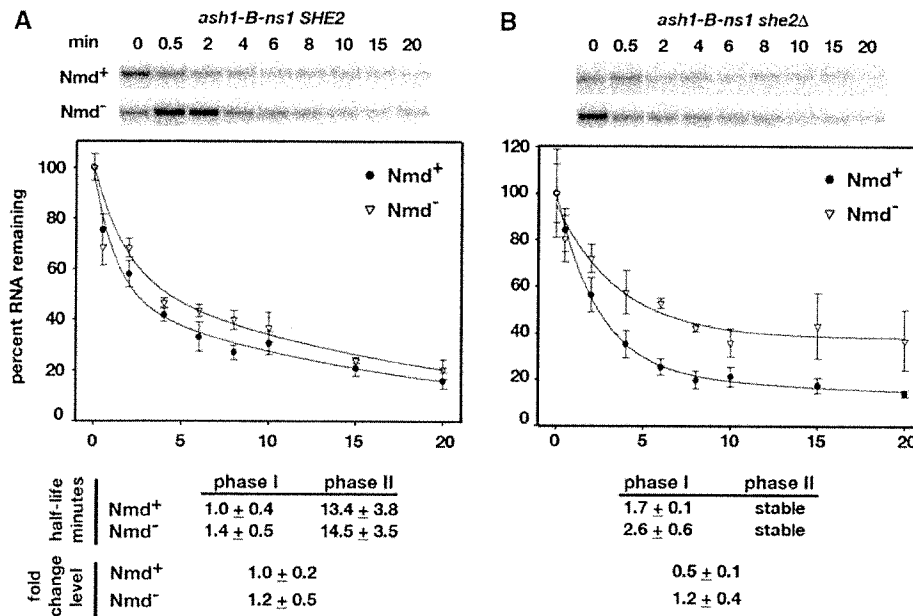 A
ash1-B-ns1 SHE2
min 0 0.5 2 4 6 8 10 15 20
Nmd+
Nmd-
percent RNA remaining
100
80
60
40
20
0
Nmd+
Nmd-
0 5 10 15 20
half-life minutes
phase I phase II
Nmd+ 1.0 ± 0.4 13.4 ± 3.8
Nmd- 1.4 ± 0.5 14.5 ± 3.5
fold change level
Nmd+ 1.0 ± 0.2
Nmd- 1.2 ± 0.5
B
ash1-B-ns1 she2Δ
0 0.5 2 4 6 8 10 15 20
120
100
80
60
40
20
0
Nmd+
Nmd-
0 5 10 15 20
phase I phase II
1.7 ± 0.1 stable
2.6 ± 0.6 stable
0.5 ± 0.1
1.2 ± 0.4